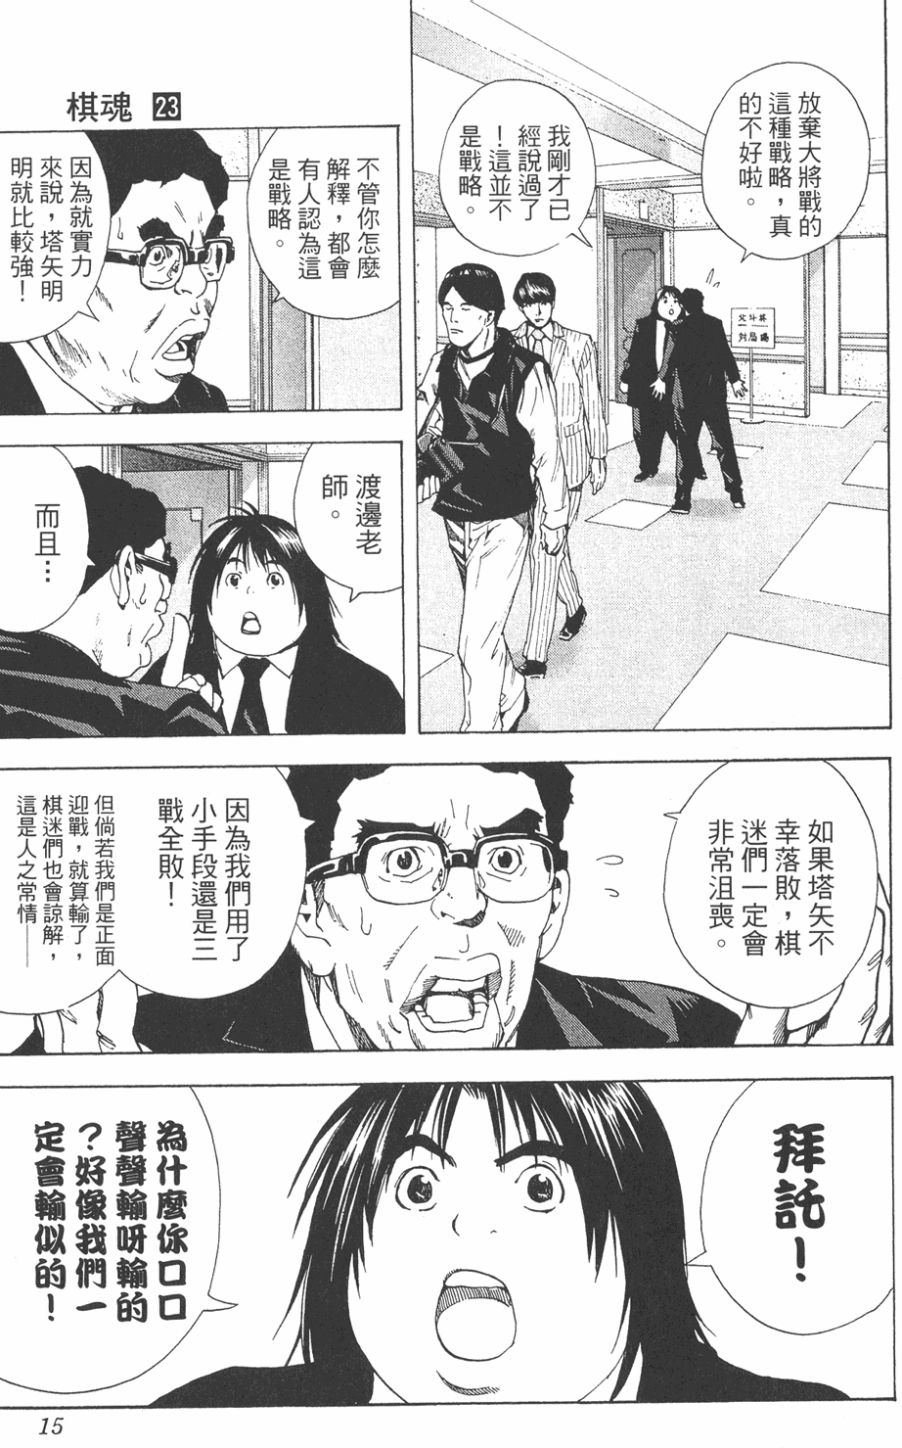 棋魂 23
放棄大將戰的
這種戰略，真
的不好啦。
我剛才已
經說過了
！這並不
是戰略。
北斗杯
対局場
不管你怎麼
解釋，都會
有人認為這
是戰略。
因為就實力
來說，塔矢明
明就比較強！
渡邊老
師。
而且…
如果塔矢不
幸落敗，棋
迷們一定會
非常沮喪。
因為我們用了
小手段還是三
戰全敗！
但倘若我們是正面
迎戰，就算輸了，
棋迷們也會諒解，
這是人之常情——
拜託！
為什麼你口口
聲聲輸呀輸的
？好像我們一
定會輸似的！
15